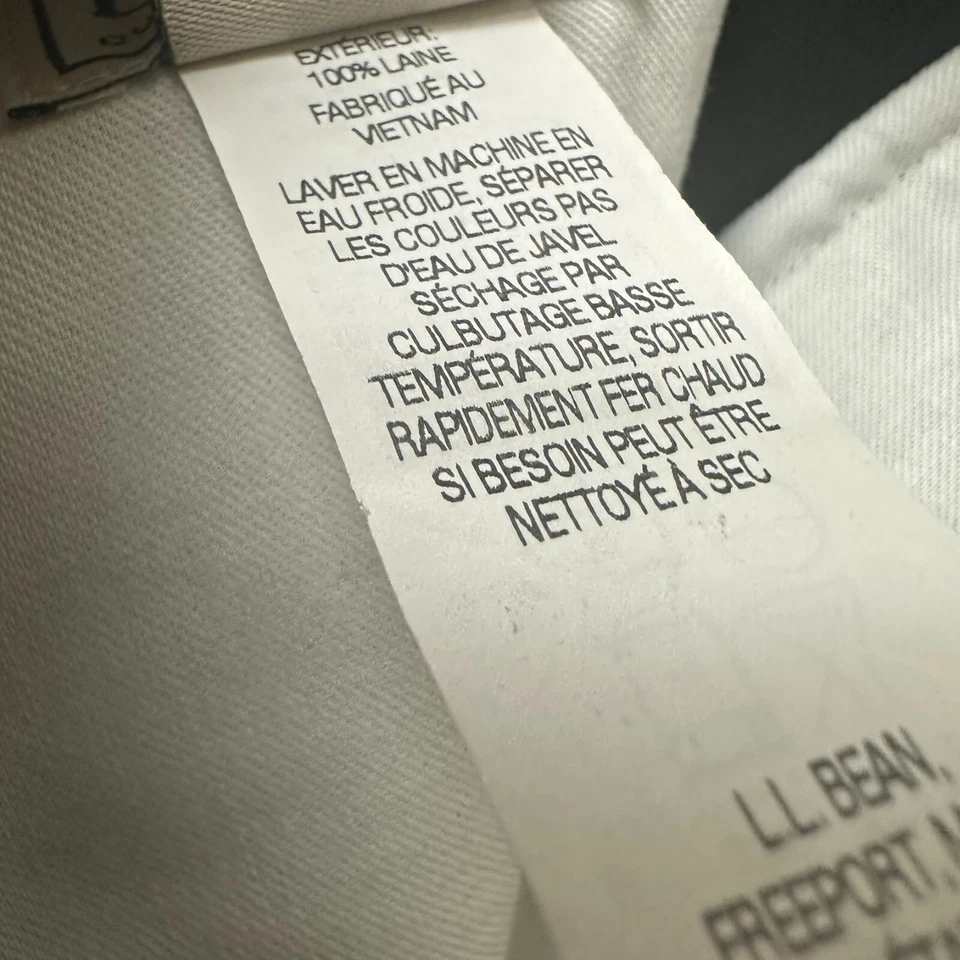 EXTÉRIEUR:
100% LAINE
FABRIQUÉ AU
VIETNAM
LAVER EN MACHINE EN
EAU FROIDE, SÉPARER
LES COULEURS PAS
D'EAU DE JAVEL
SÉCHAGE PAR
CULBUTAGE BASSE
TEMPÉRATURE, SORTIR
RAPIDEMENT FER CHAUD
SI BESOIN PEUT ÊTRE
NETTOYÉ À SEC
L.L. BEAN,
FREEPORT,